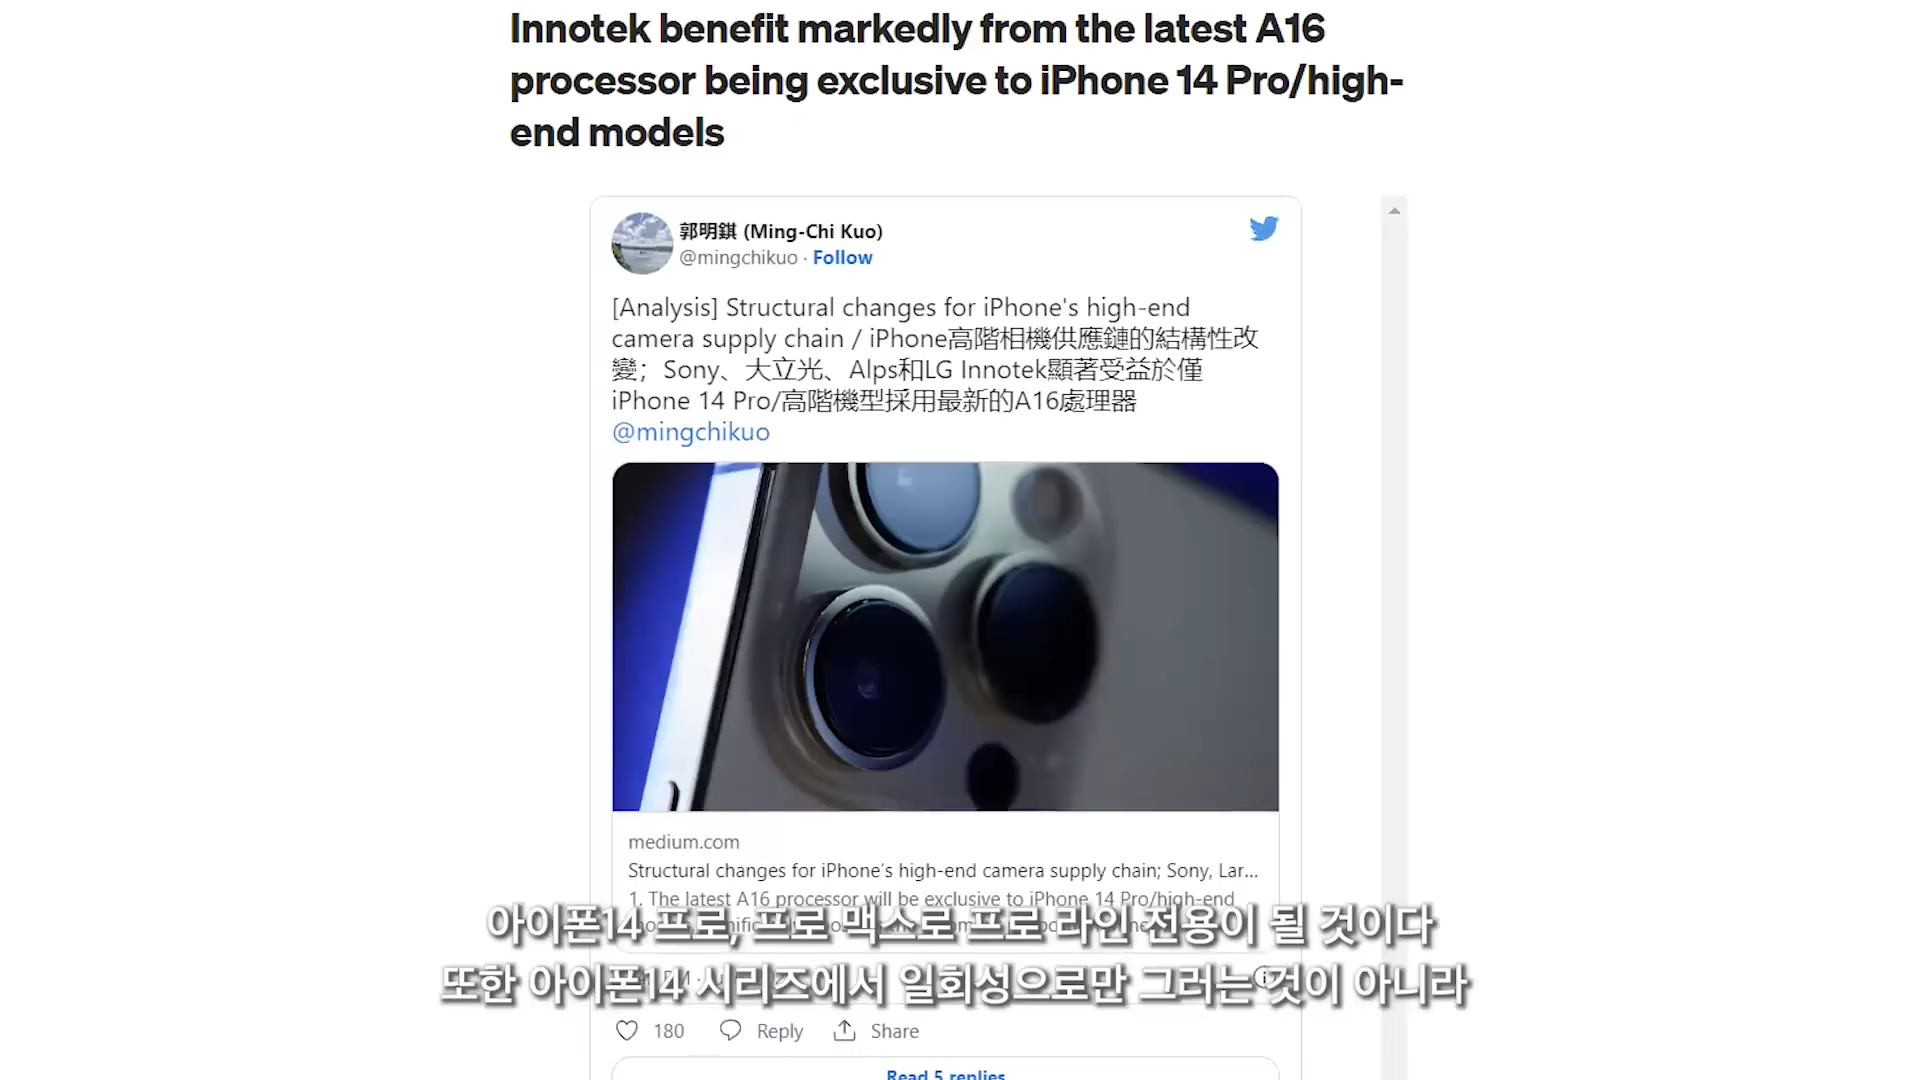 Innotek benefit markedly from the latest A16
processor being exclusive to iPhone 14 Pro/high-
end models
郭明錤 (Ming-Chi Kuo)
@mingchikuo · Follow
[Analysis] Structural changes for iPhone's high-end
camera supply chain / iPhone高階相機供應鏈的結構性改
變；Sony、大立光、Alps和LG Innotek顯著受益於僅
iPhone 14 Pro/高階機型採用最新的A16處理器
@mingchikuo
medium.com
Structural changes for iPhone's high-end camera supply chain; Sony, Lar...
1. The latest A16 processor will be exclusive to iPhone 14 Pro/high-end
아이폰14 프로, 프로 맥스로 프로 라인 전용이 될 것이다
또한 아이폰14 시리즈에서 일회성으로만 그러는 것이 아니라
180 Reply Share
Read 5 replies